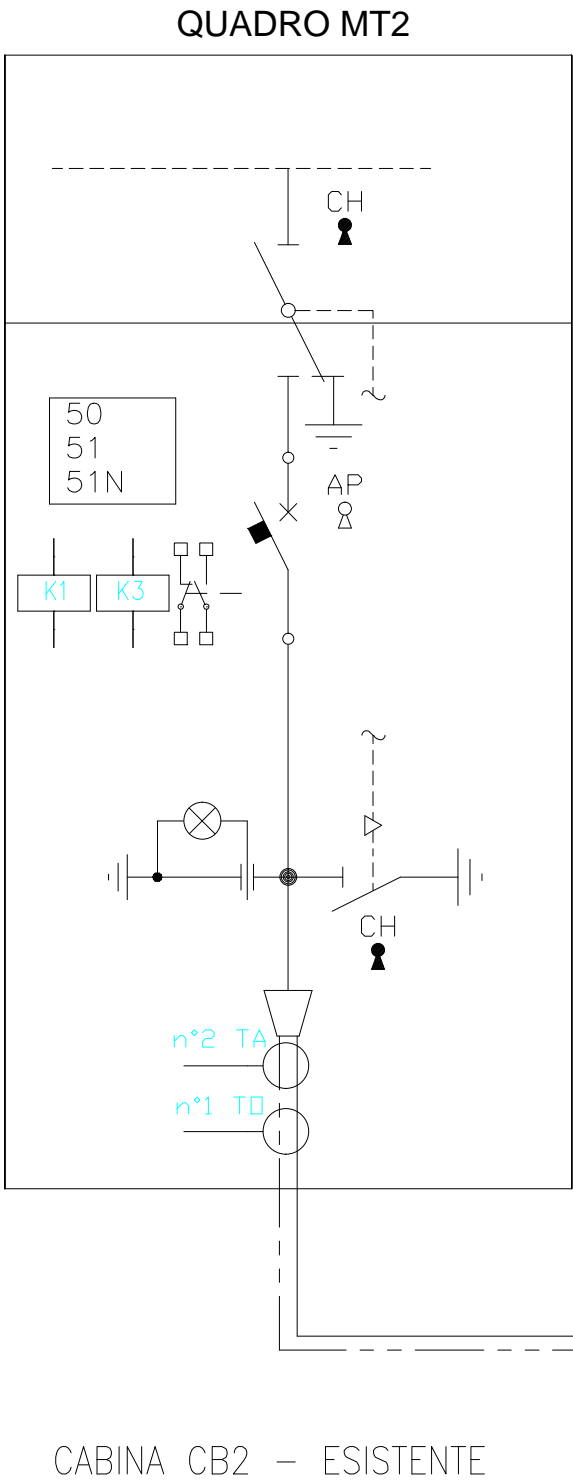 QUADRO MT2
CH
50
51
51N
AP
K1 K3
CH
n°2 TA
n°1 TO
CABINA CB2 – ESISTENTE